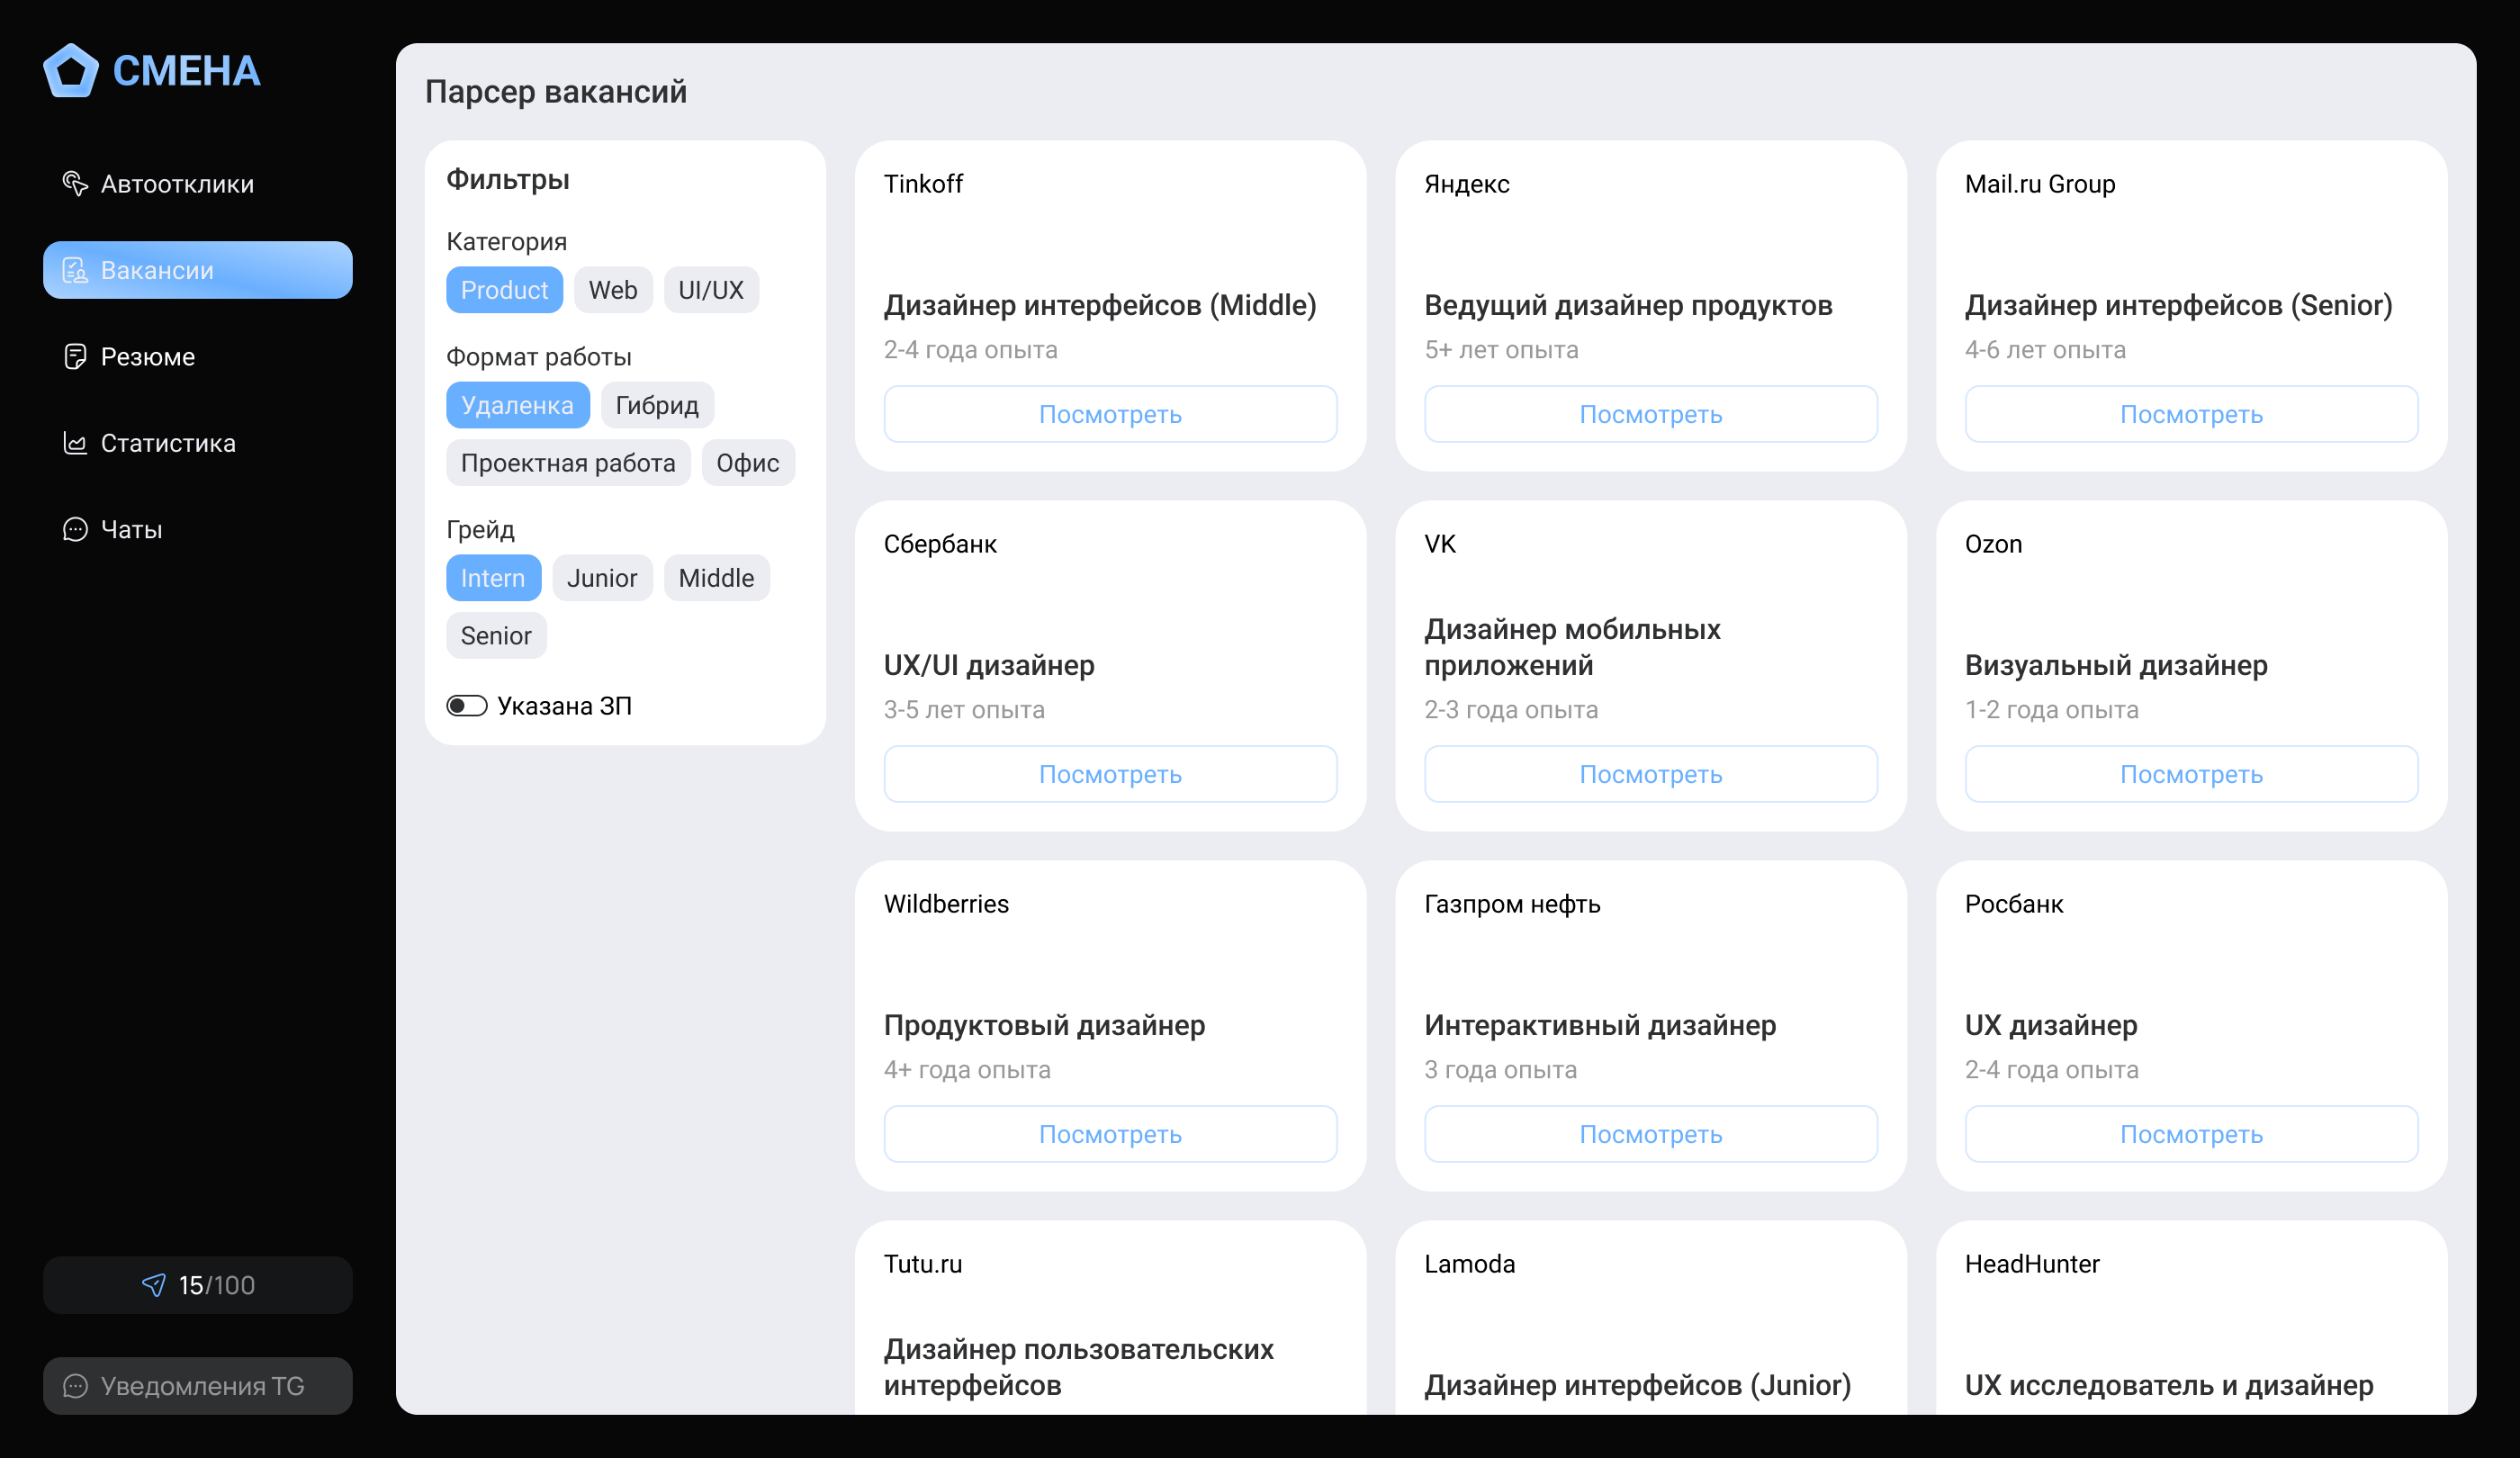 СМЕНА
Автоотклики
Вакансии
Резюме
Статистика
Чаты
15/100
Уведомления TG
Парсер вакансий
Фильтры
Категория
Product Web UI/UX
Формат работы
Удаленка Гибрид
Проектная работа Офис
Грейд
Intern Junior Middle
Senior
Указана ЗП
Tinkoff
Дизайнер интерфейсов (Middle)
2-4 года опыта
Посмотреть
Яндекс
Ведущий дизайнер продуктов
5+ лет опыта
Посмотреть
Mail.ru Group
Дизайнер интерфейсов (Senior)
4-6 лет опыта
Посмотреть
Сбербанк
UX/UI дизайнер
3-5 лет опыта
Посмотреть
VK
Дизайнер мобильных
приложений
2-3 года опыта
Посмотреть
Ozon
Визуальный дизайнер
1-2 года опыта
Посмотреть
Wildberries
Продуктовый дизайнер
4+ года опыта
Посмотреть
Газпром нефть
Интерактивный дизайнер
3 года опыта
Посмотреть
Росбанк
UX дизайнер
2-4 года опыта
Посмотреть
Tutu.ru
Дизайнер пользовательских
интерфейсов
Lamoda
Дизайнер интерфейсов (Junior)
HeadHunter
UX исследователь и дизайнер